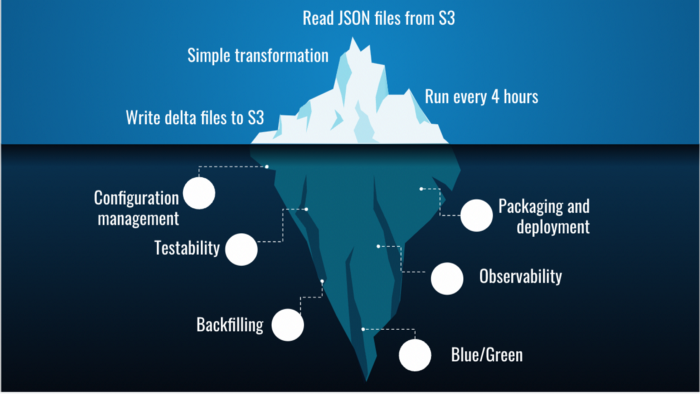 Read JSON files from S3
Simple transformation
Run every 4 hours
Write delta files to S3
Configuration
management
Packaging and
deployment
Testability
Observability
Backfilling
Blue/Green